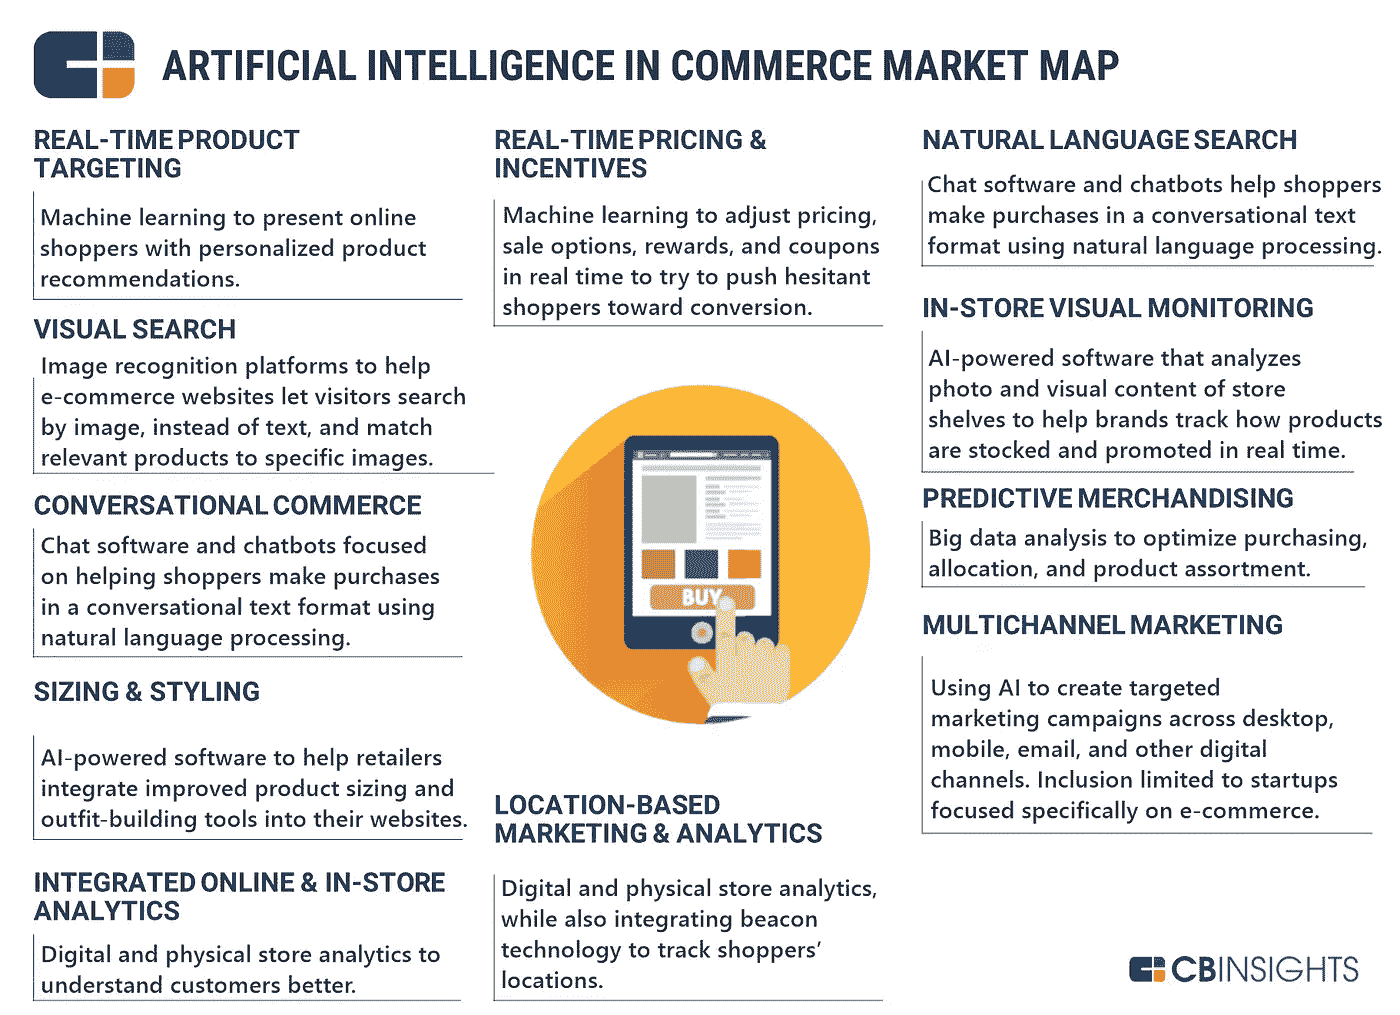 ARTIFICIAL INTELLIGENCE IN COMMERCE MARKET MAP
REAL-TIME PRODUCT
TARGETING
Machine learning to present online
shoppers with personalized product
recommendations.
VISUAL SEARCH
Image recognition platforms to help
e-commerce websites let visitors search
by image, instead of text, and match
relevant products to specific images.
CONVERSATIONAL COMMERCE
Chat software and chatbots focused
on helping shoppers make purchases
in a conversational text format using
natural language processing.
SIZING & STYLING
AI-powered software to help retailers
integrate improved product sizing and
outfit-building tools into their websites.
INTEGRATED ONLINE & IN-STORE
ANALYTICS
Digital and physical store analytics to
understand customers better.
REAL-TIME PRICING &
INCENTIVES
Machine learning to adjust pricing,
sale options, rewards, and coupons
in real time to try to push hesitant
shoppers toward conversion.
BUY
LOCATION-BASED
MARKETING & ANALYTICS
Digital and physical store analytics,
while also integrating beacon
technology to track shoppers’
locations.
NATURAL LANGUAGE SEARCH
Chat software and chatbots help shoppers
make purchases in a conversational text
format using natural language processing.
IN-STORE VISUAL MONITORING
AI-powered software that analyzes
photo and visual content of store
shelves to help brands track how products
are stocked and promoted in real time.
PREDICTIVE MERCHANDISING
Big data analysis to optimize purchasing,
allocation, and product assortment.
MULTICHANNEL MARKETING
Using AI to create targeted
marketing campaigns across desktop,
mobile, email, and other digital
channels. Inclusion limited to startups
focused specifically on e-commerce.
CBINSIGHTS